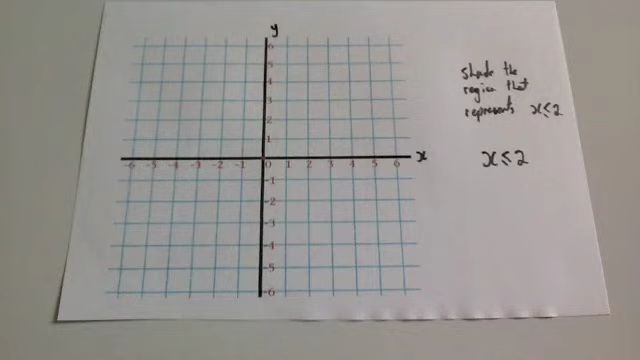 y
6
5
4
3
2
1
-6 -5 -4 -3 -2 -1 0 1 2 3 4 5 6 x
-1
-2
-3
-4
-5
-6
shade the
region that
represents x≤2
x≤2